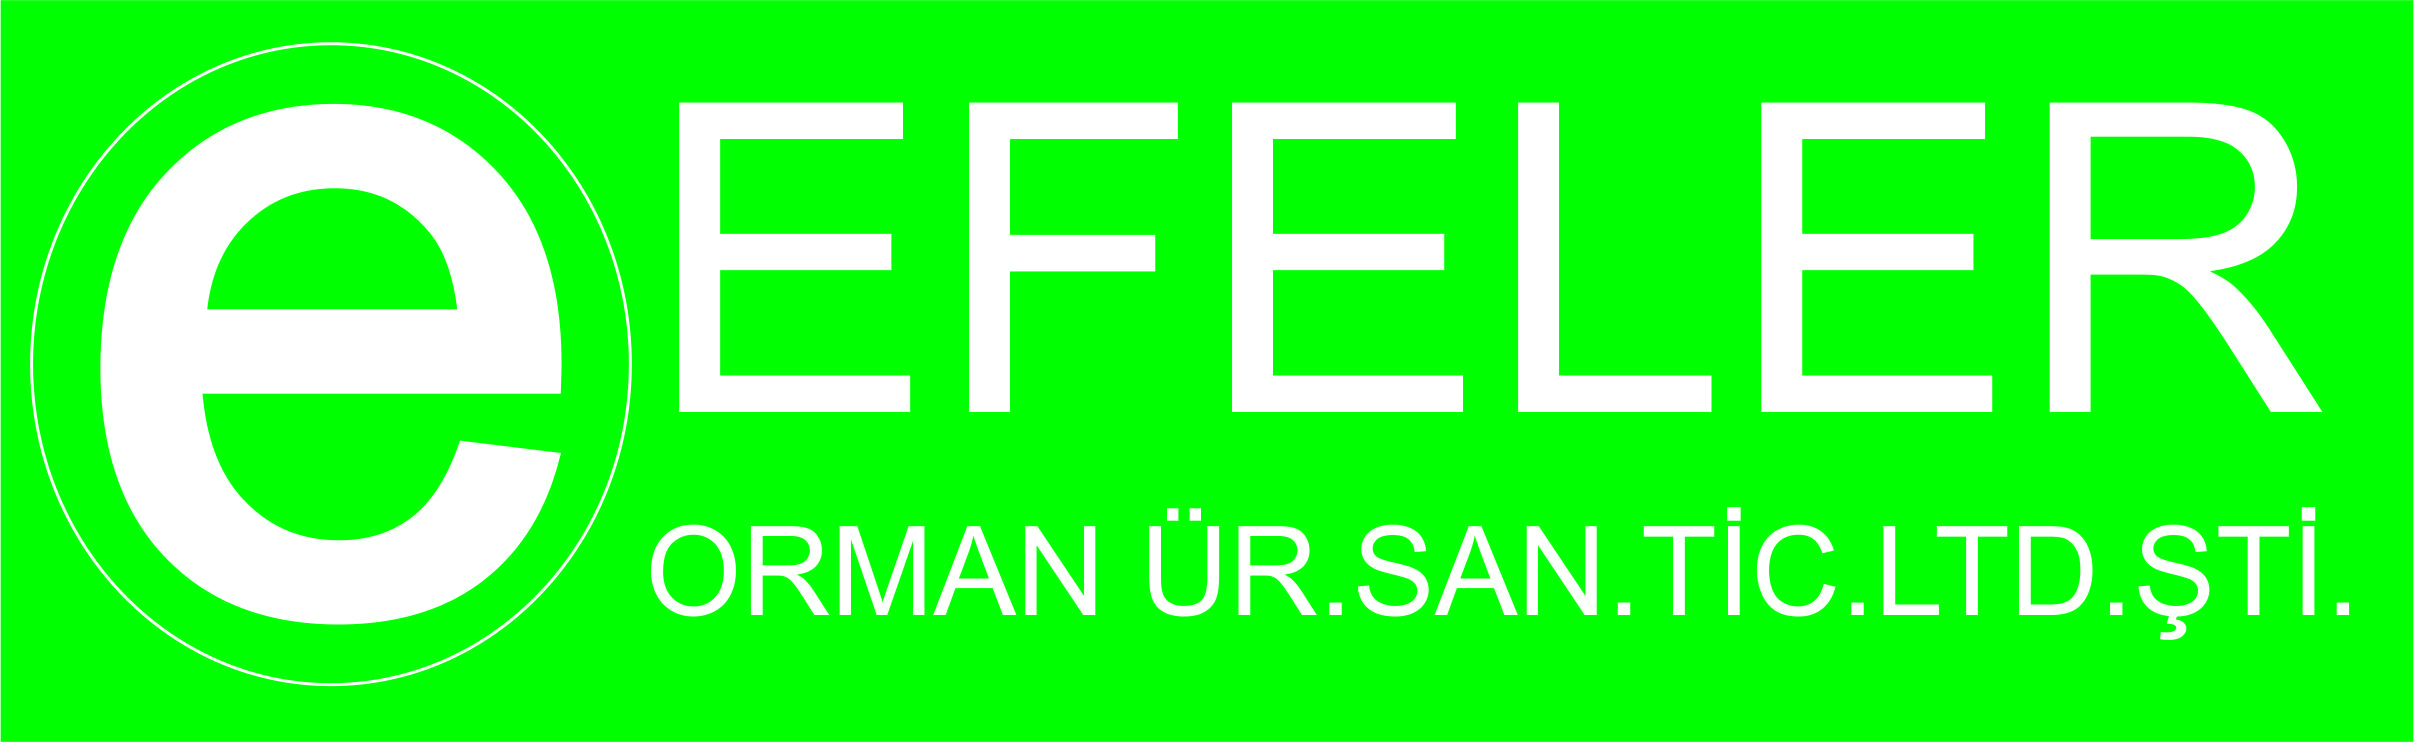 e
EFELER
ORMAN ÜR.SAN.TİC.LTD.ŞTİ.